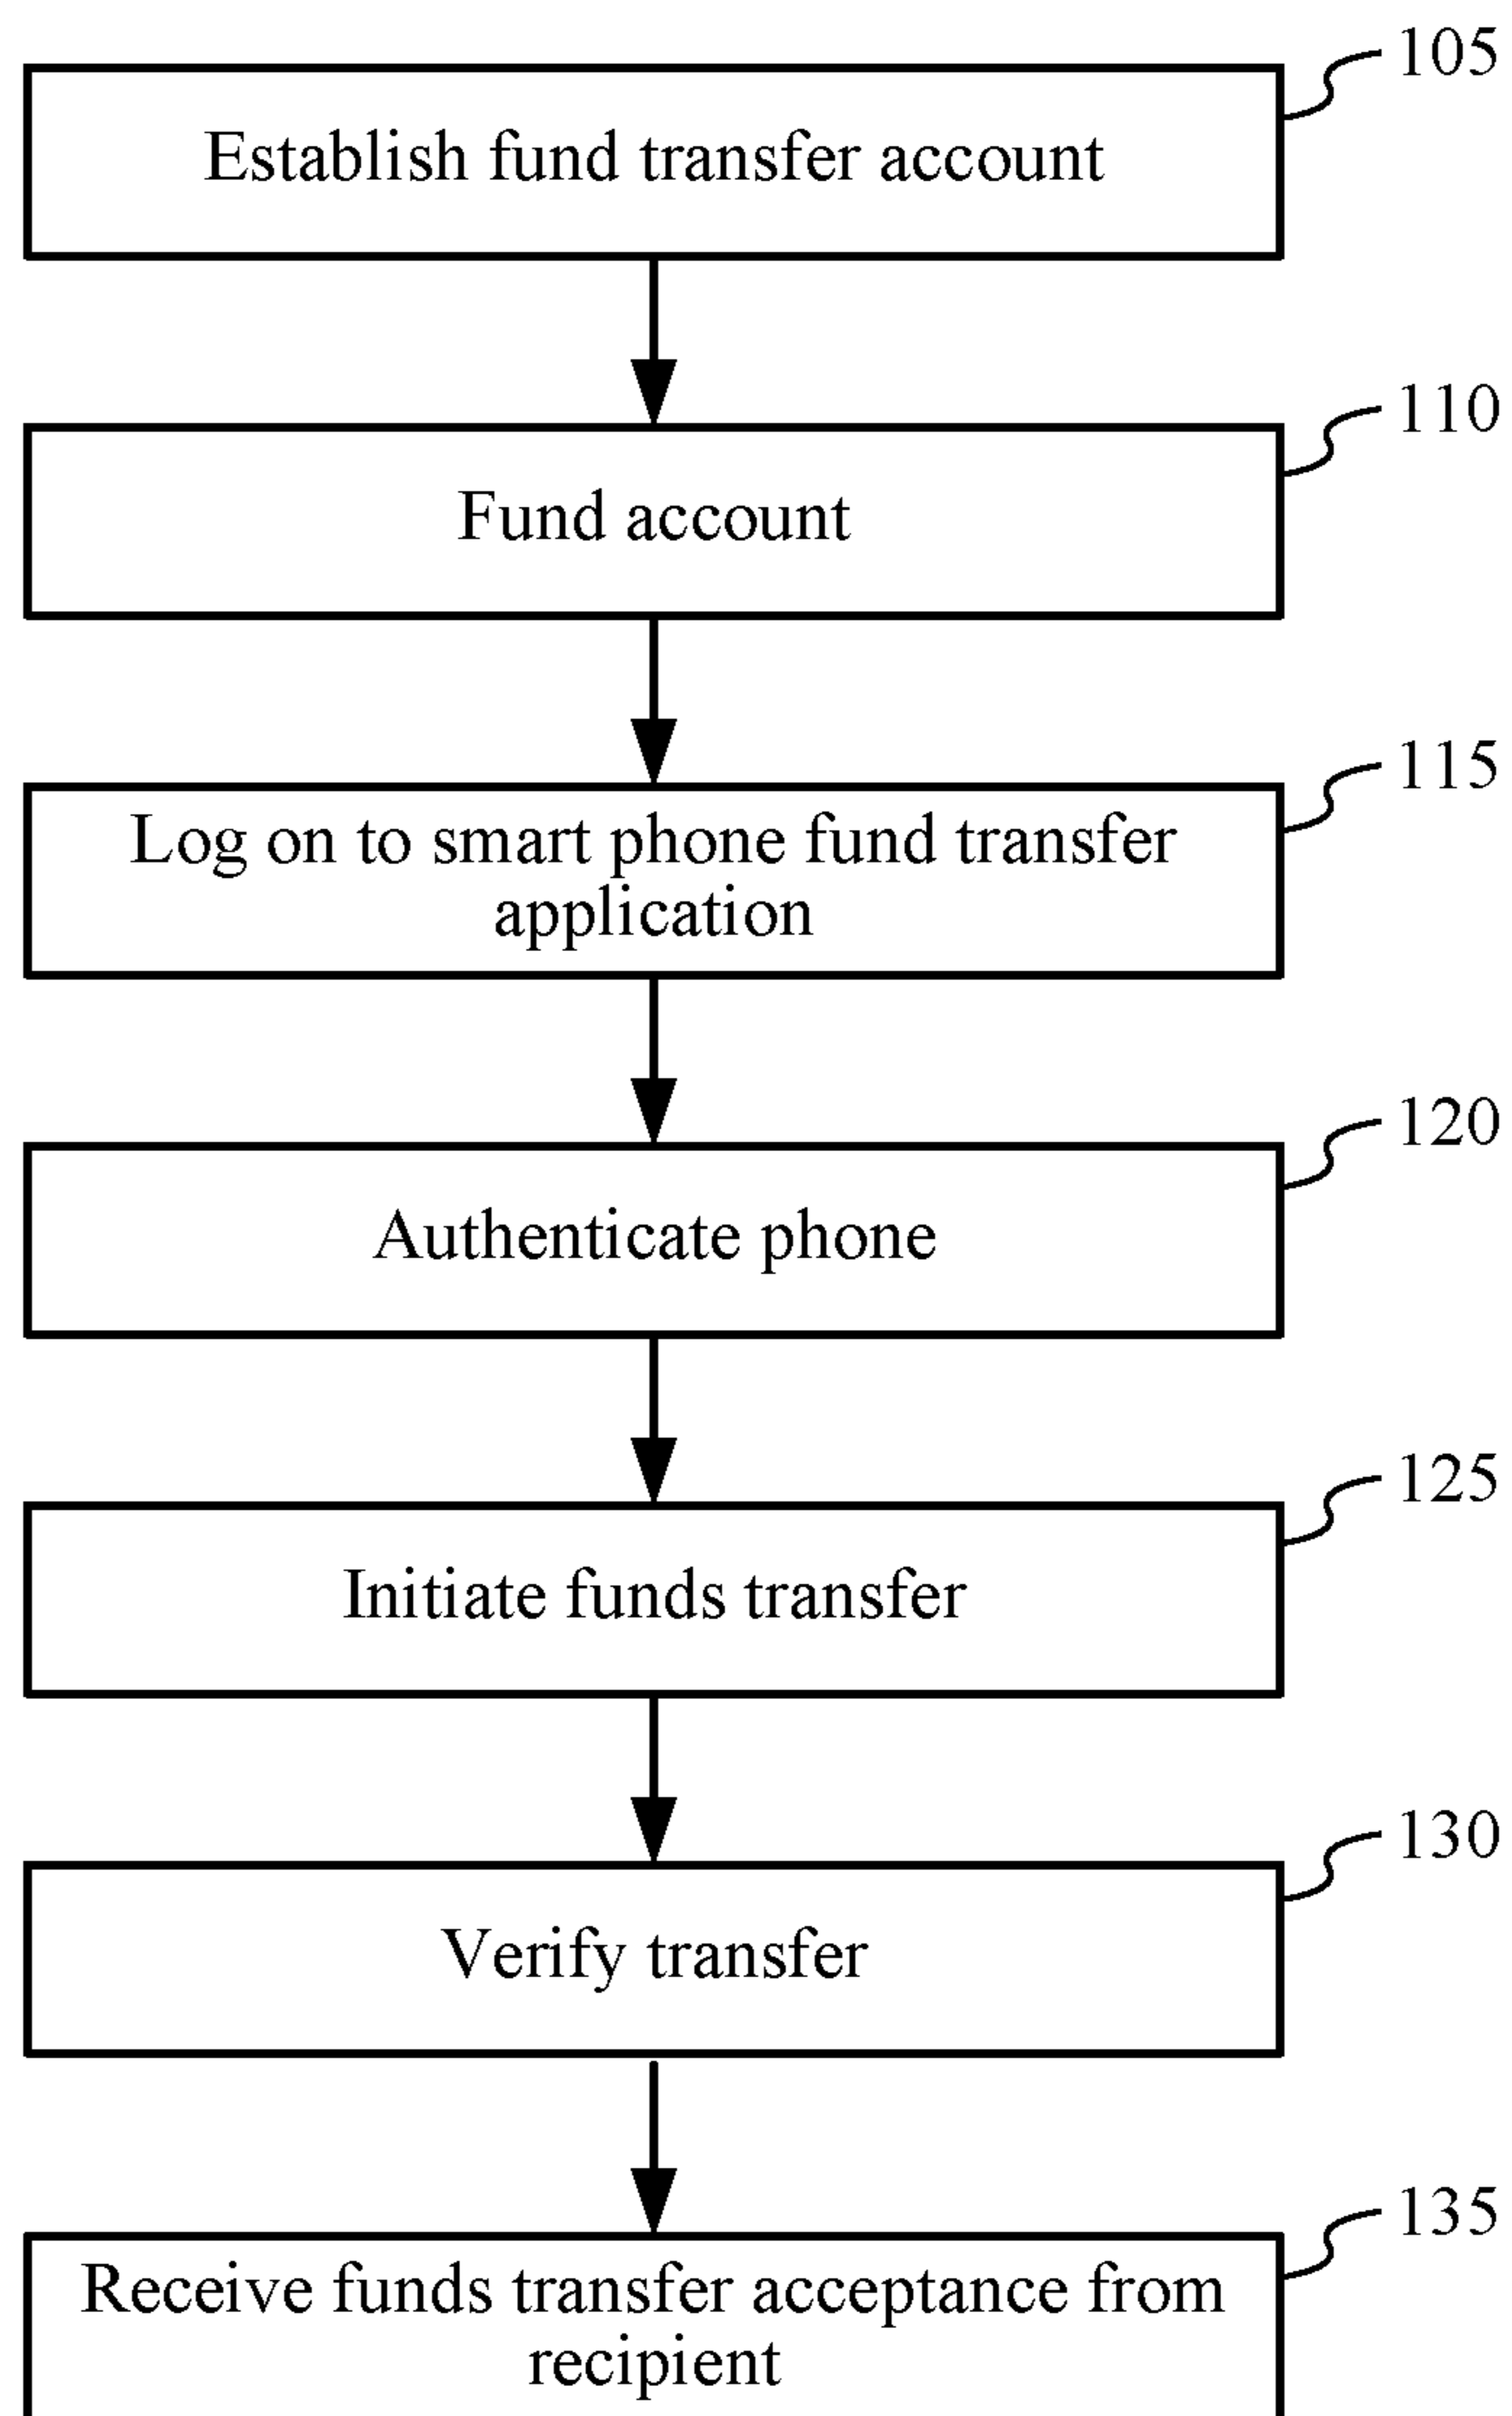 105
Establish fund transfer account
110
Fund account
115
Log on to smart phone fund transfer
application
120
Authenticate phone
125
Initiate funds transfer
130
Verify transfer
135
Receive funds transfer acceptance from
recipient